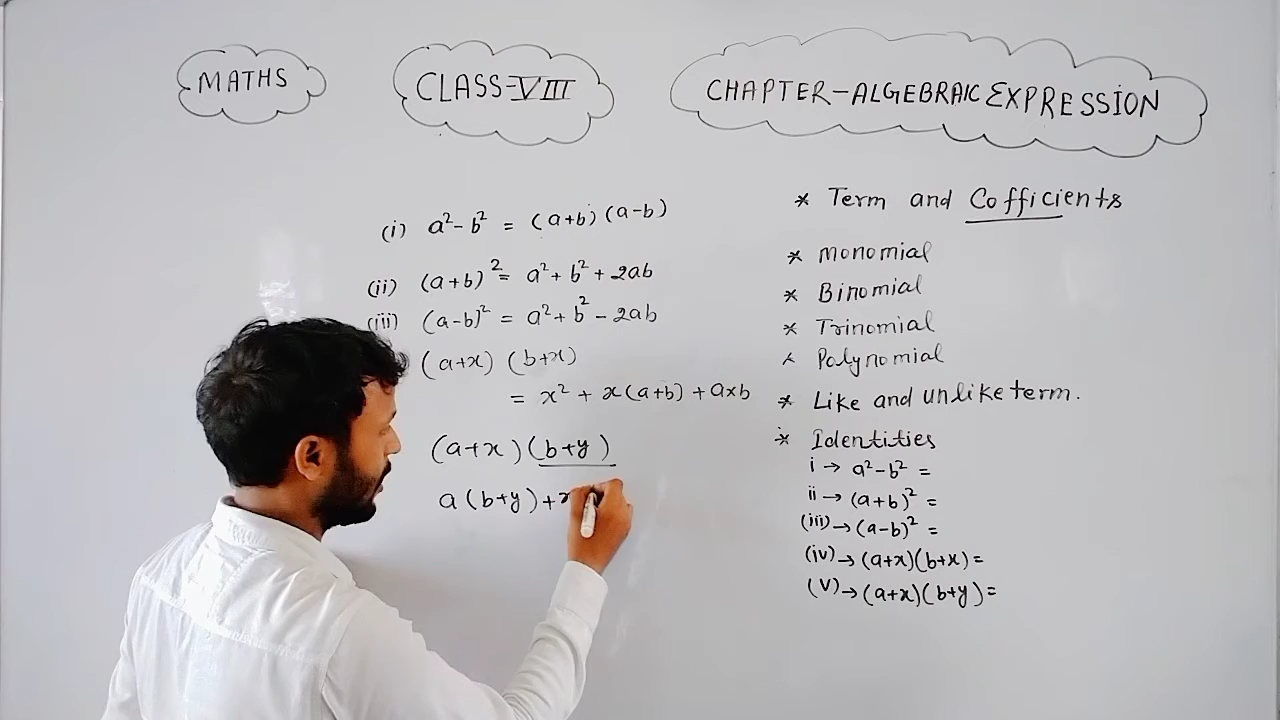 MATHS
CLASS-VIII
CHAPTER-ALGEBRAIC EXPRESSION
(i) a²-b² = (a+b)(a-b)
(ii) (a+b)² = a²+b²+2ab
(iii) (a-b)² = a²+b²-2ab
(a+x) (b+x)
= x² + x(a+b) + a×b
(a+x)(b+y)
a(b+y)+x
* Term and Cofficients
* Monomial
* Binomial
* Trinomial
* Polynomial
* Like and unlike term.
* Identities
i → a²-b² =
ii → (a+b)² =
(iii) → (a-b)² =
(iv) → (a+x)(b+x)=
(V) → (a+x)(b+y)=